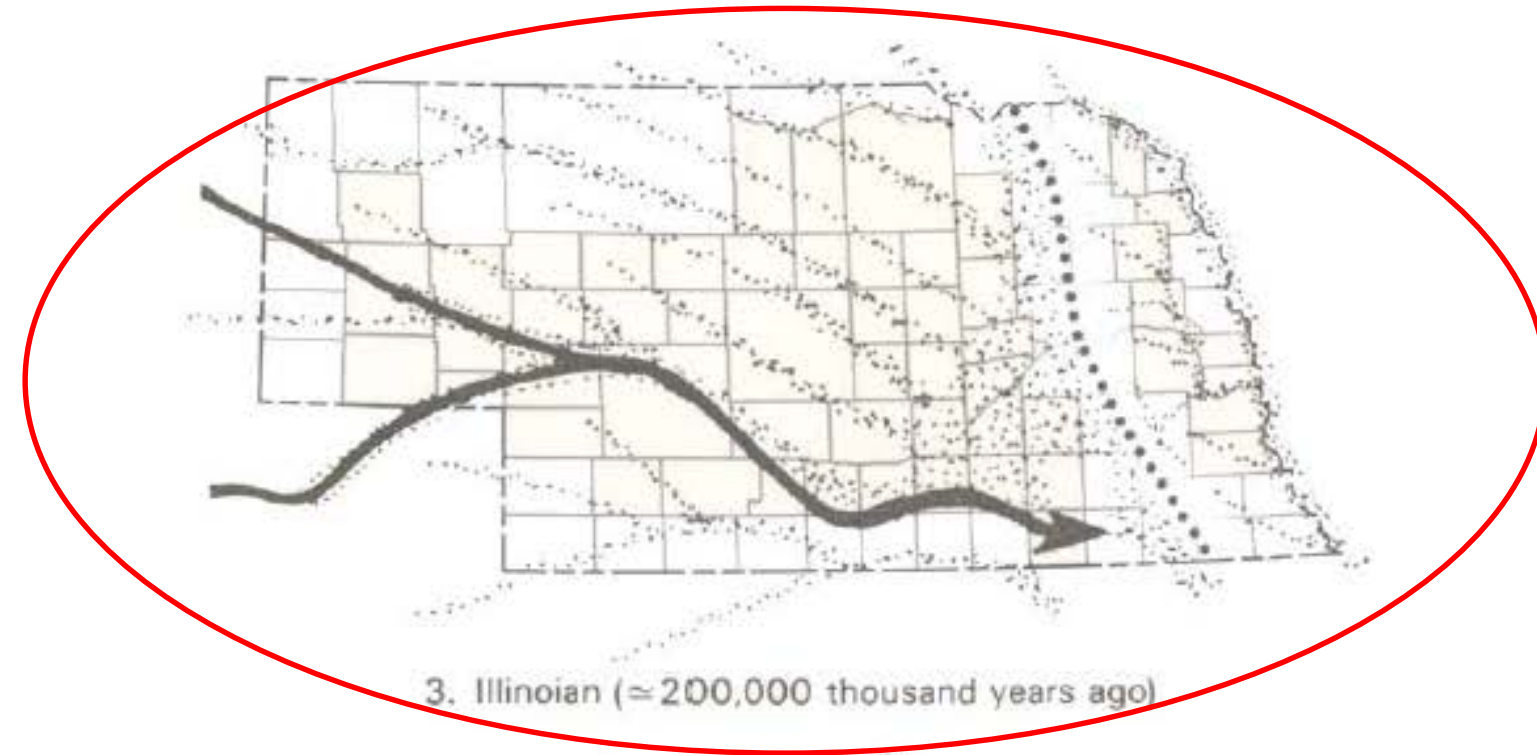 3. Illinoian (≃200,000 thousand years ago)